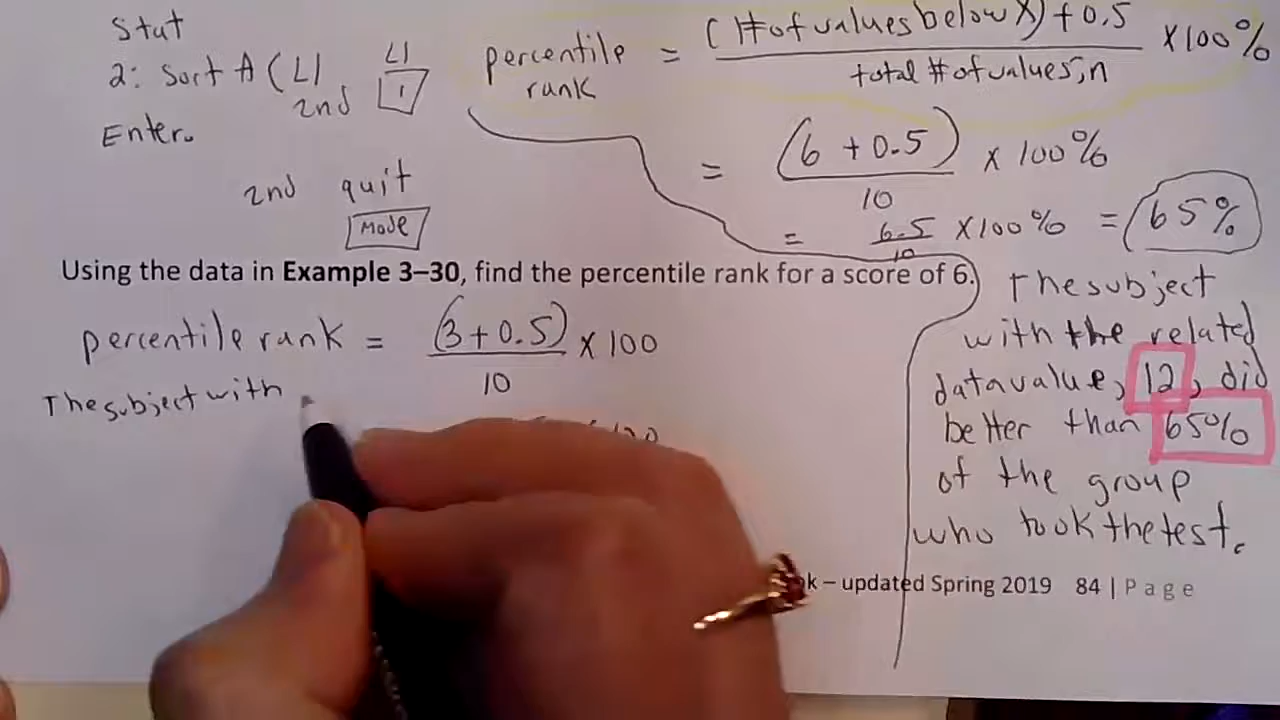 Stat
2: Sort A ( L1
2nd
L1
1
Enter.
2nd quit
Mode
percentile rank = (# of values below X) + 0.5 × 100%
total # of values, n
= (6 + 0.5) × 100%
10
= 6.5 × 100% = 65%
10
Using the data in Example 3–30, find the percentile rank for a score of 6.
percentile rank = (3 + 0.5) × 100
10
The subject with
The subject
with the related
data value, 12, did
better than 65%
of the group
who took the test.
– updated Spring 2019 84 | Page